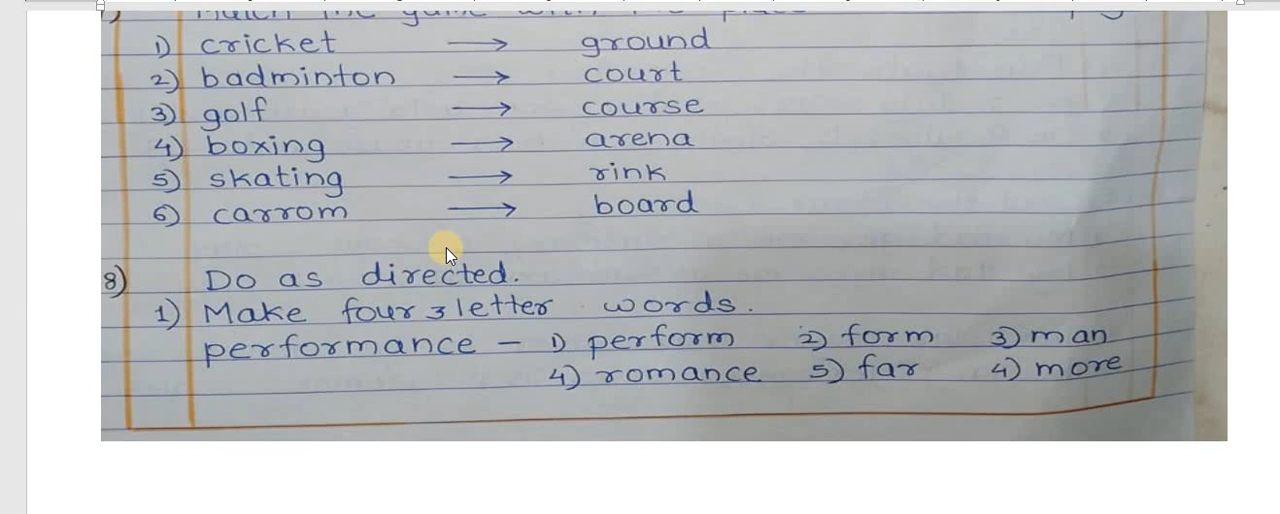 1) cricket → ground
2) badminton → court
3) golf → course
4) boxing → arena
5) skating → rink
6) carrom → board
8) Do as directed.
1) Make four 3 letter words.
performance – 1) perform 2) form 3) man
4) romance 5) far 4) more